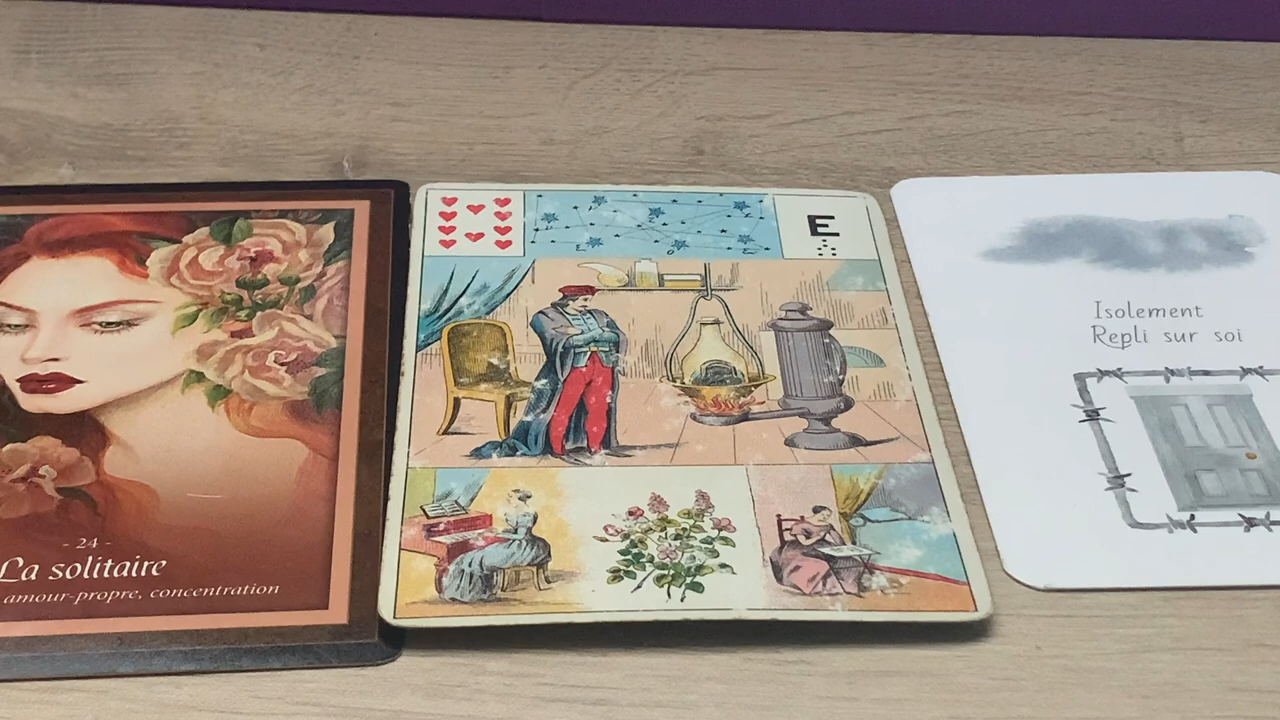 - 24 -
La solitaire
amour-propre, concentration
E
Isolement
Repli sur soi